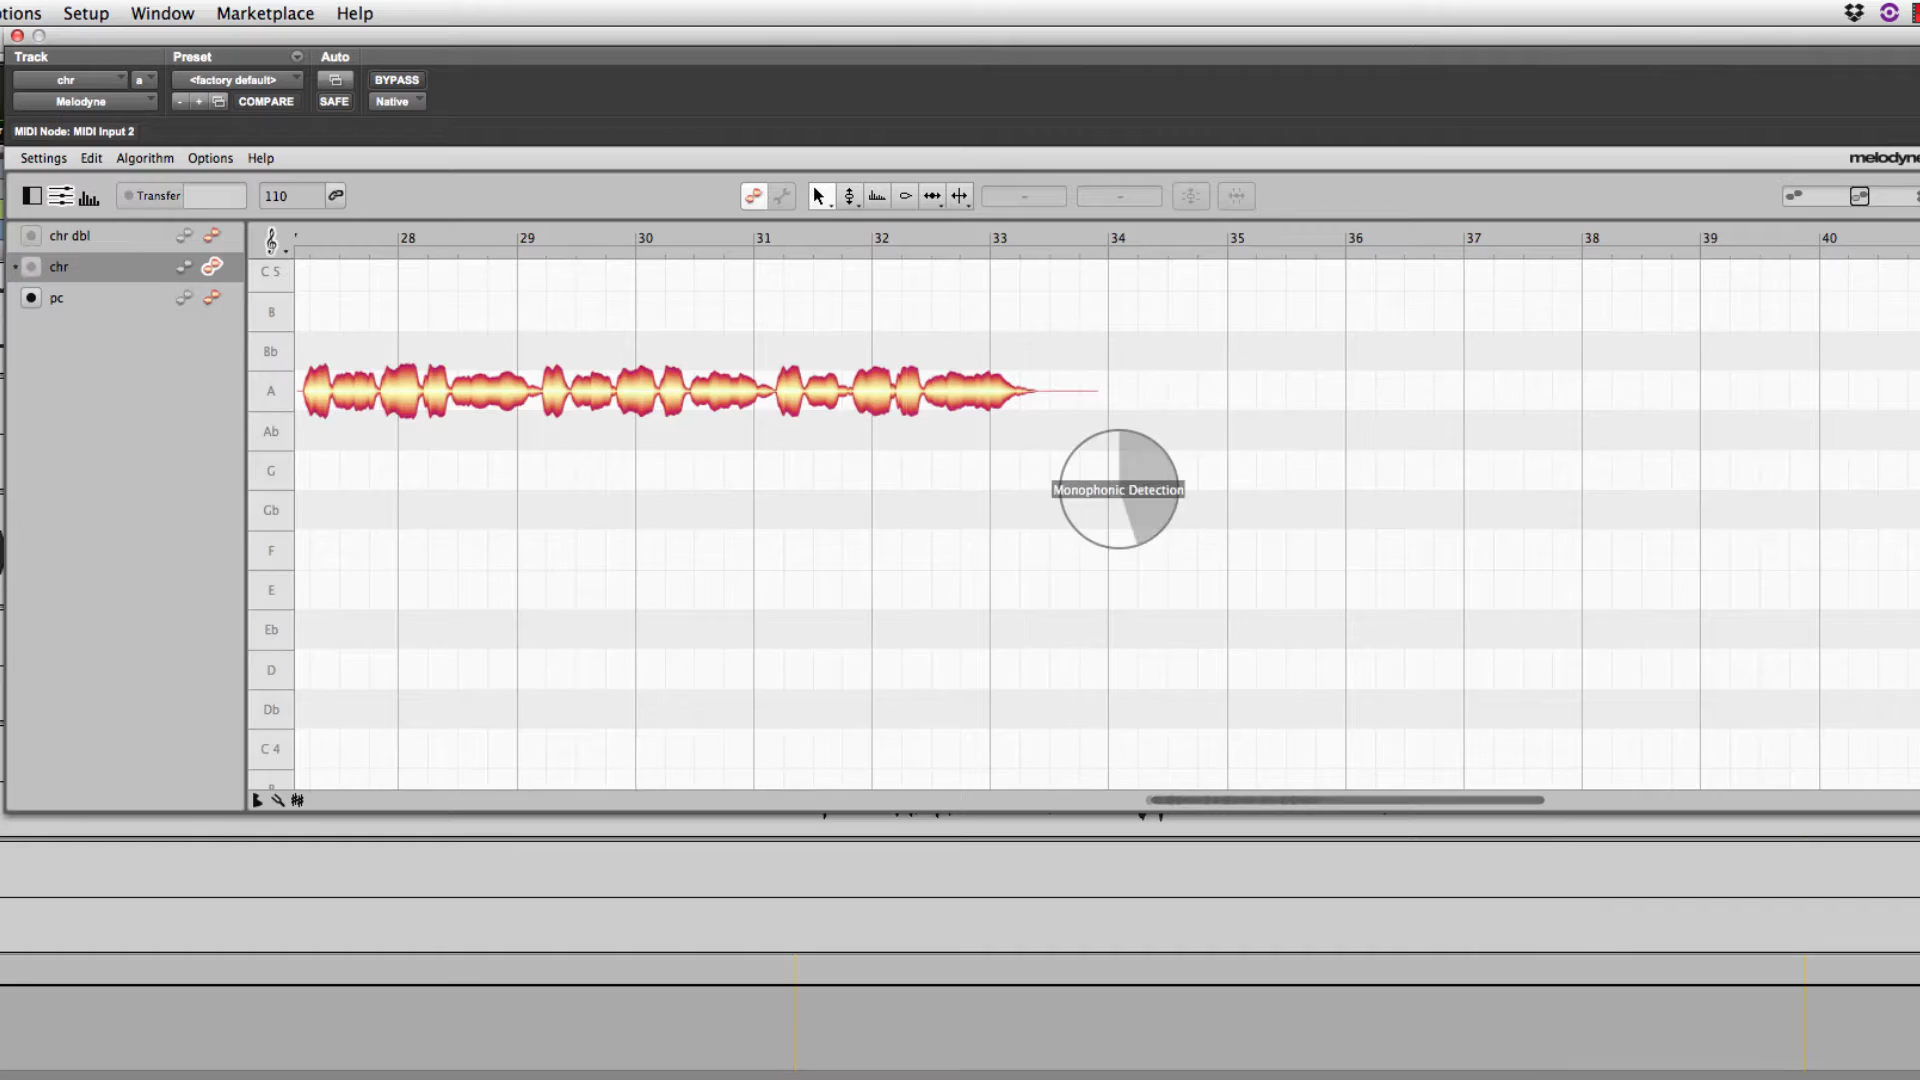 ptions Setup Window Marketplace Help
Track Preset Auto
chr a <factory default> BYPASS
Melodyne - + COMPARE SAFE Native
MIDI Node: MIDI Input 2
Settings Edit Algorithm Options Help
melodyne
Transfer 110 - -
chr dbl
chr
pc
28 29 30 31 32 33 34 35 36 37 38 39 40
C 5
B
Bb
A
Ab
G
Monophonic Detection
Gb
F
E
Eb
D
Db
C 4